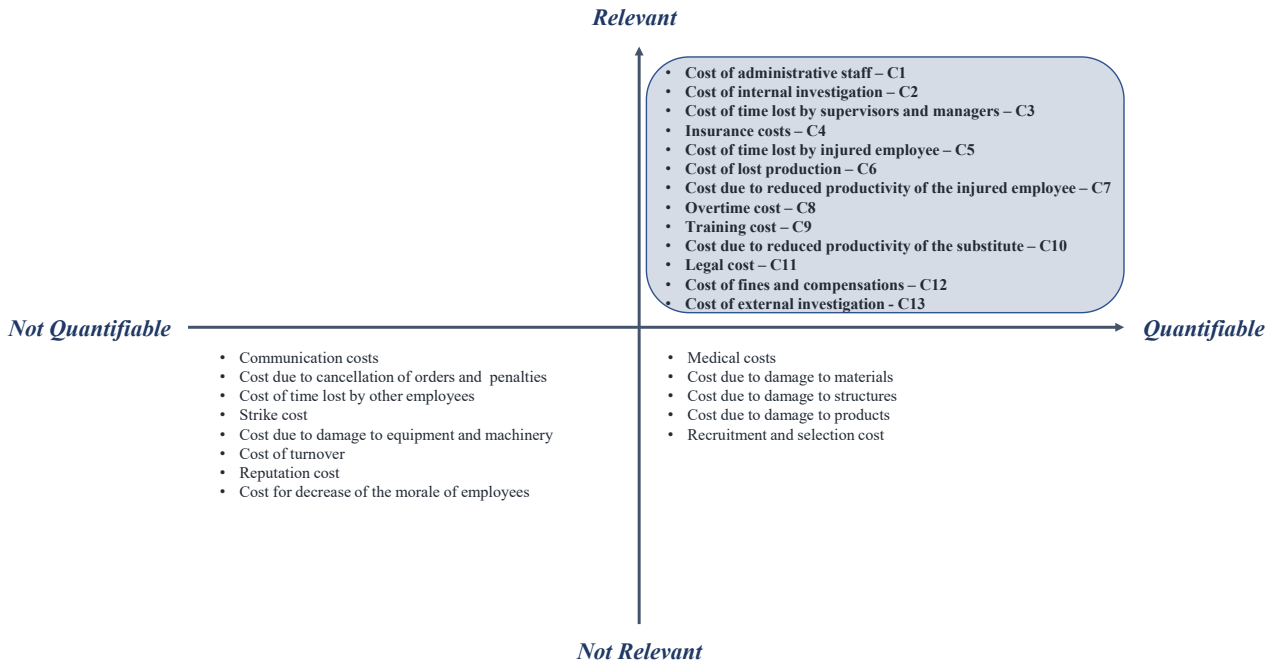 Relevant
• Cost of administrative staff – C1
• Cost of internal investigation – C2
• Cost of time lost by supervisors and managers – C3
• Insurance costs – C4
• Cost of time lost by injured employee – C5
• Cost of lost production – C6
• Cost due to reduced productivity of the injured employee – C7
• Overtime cost – C8
• Training cost – C9
• Cost due to reduced productivity of the substitute – C10
• Legal cost – C11
• Cost of fines and compensations – C12
• Cost of external investigation - C13
Not Quantifiable
Quantifiable
• Communication costs
• Cost due to cancellation of orders and  penalties
• Cost of time lost by other employees
• Strike cost
• Cost due to damage to equipment and machinery
• Cost of turnover
• Reputation cost
• Cost for decrease of the morale of employees
• Medical costs
• Cost due to damage to materials
• Cost due to damage to structures
• Cost due to damage to products
• Recruitment and selection cost
Not Relevant